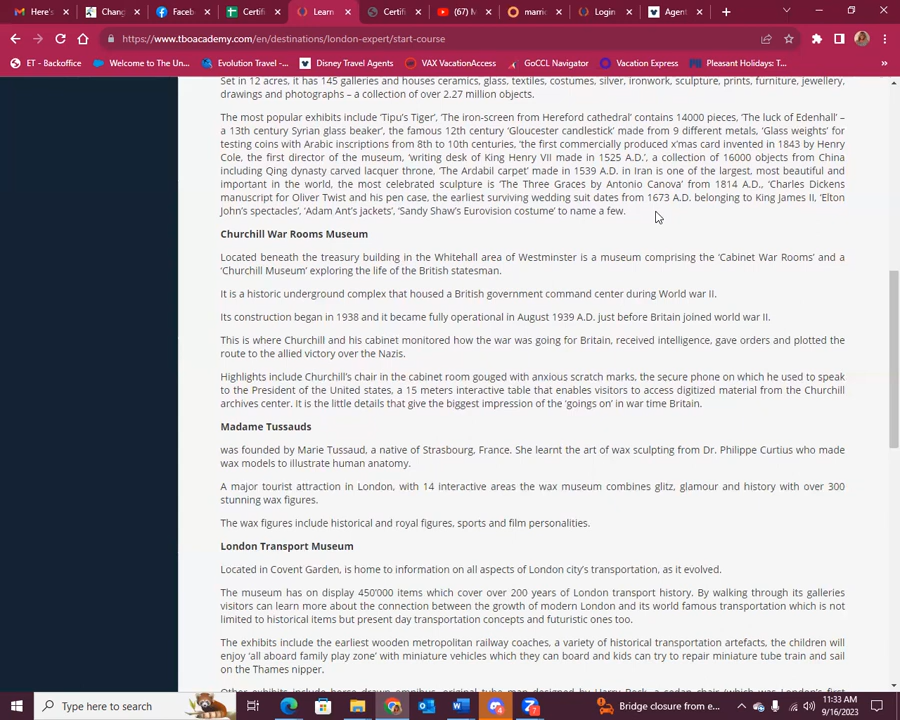 Here's
Chang
Faceb
Certifi
Learn
Certifi
(67) M
marri
Login
Agent
https://www.tboacademy.com/en/destinations/london-expert/start-course
ET - Backoffice
Welcome to The Un...
Evolution Travel -...
Disney Travel Agents
VAX VacationAccess
GoCCL Navigator
Vacation Express
Pleasant Holidays: T...
»
Set in 12 acres, it has 145 galleries and houses ceramics, glass, textiles, costumes, silver, ironwork, sculpture, prints, furniture, jewellery,
drawings and photographs – a collection of over 2.27 million objects.
The most popular exhibits include 'Tipu's Tiger', 'The iron-screen from Hereford cathedral' contains 14000 pieces, 'The luck of Edenhall' –
a 13th century Syrian glass beaker', the famous 12th century 'Gloucester candlestick' made from 9 different metals, 'Glass weights' for
testing coins with Arabic inscriptions from 8th to 10th centuries, 'the first commercially produced x'mas card invented in 1843 by Henry
Cole, the first director of the museum, 'writing desk of King Henry VII made in 1525 A.D.', a collection of 16000 objects from China
including Qing dynasty carved lacquer throne, 'The Ardabil carpet' made in 1539 A.D. in Iran is one of the largest, most beautiful and
important in the world, the most celebrated sculpture is 'The Three Graces by Antonio Canova' from 1814 A.D., 'Charles Dickens
manuscript for Oliver Twist and his pen case, the earliest surviving wedding suit dates from 1673 A.D. belonging to King James II, 'Elton
John's spectacles', 'Adam Ant's jackets', 'Sandy Shaw's Eurovision costume' to name a few.
Churchill War Rooms Museum
Located beneath the treasury building in the Whitehall area of Westminster is a museum comprising the 'Cabinet War Rooms' and a
'Churchill Museum' exploring the life of the British statesman.
It is a historic underground complex that housed a British government command center during World war II.
Its construction began in 1938 and it became fully operational in August 1939 A.D. just before Britain joined world war II.
This is where Churchill and his cabinet monitored how the war was going for Britain, received intelligence, gave orders and plotted the
route to the allied victory over the Nazis.
Highlights include Churchill's chair in the cabinet room gouged with anxious scratch marks, the secure phone on which he used to speak
to the President of the United states, a 15 meters interactive table that enables visitors to access digitized material from the Churchill
archives center. It is the little details that give the biggest impression of the 'goings on' in war time Britain.
Madame Tussauds
was founded by Marie Tussaud, a native of Strasbourg, France. She learnt the art of wax sculpting from Dr. Philippe Curtius who made
wax models to illustrate human anatomy.
A major tourist attraction in London, with 14 interactive areas the wax museum combines glitz, glamour and history with over 300
stunning wax figures.
The wax figures include historical and royal figures, sports and film personalities.
London Transport Museum
Located in Covent Garden, is home to information on all aspects of London city's transportation, as it evolved.
The museum has on display 450'000 items which cover over 200 years of London transport history. By walking through its galleries
visitors can learn more about the connection between the growth of modern London and its world famous transportation which is not
limited to historical items but present day transportation concepts and futuristic ones too.
The exhibits include the earliest wooden metropolitan railway coaches, a variety of historical transportation artefacts, the children will
enjoy 'all aboard family play zone' with miniature vehicles which they can board and kids can try to repair miniature tube train and sail
on the Thames nipper.
Other exhibits include horse drawn omnibus, original tube map designed by Harry Beck, a sedan chair (which was London's first
Type here to search
Bridge closure from e...
11:33 AM
9/16/2023